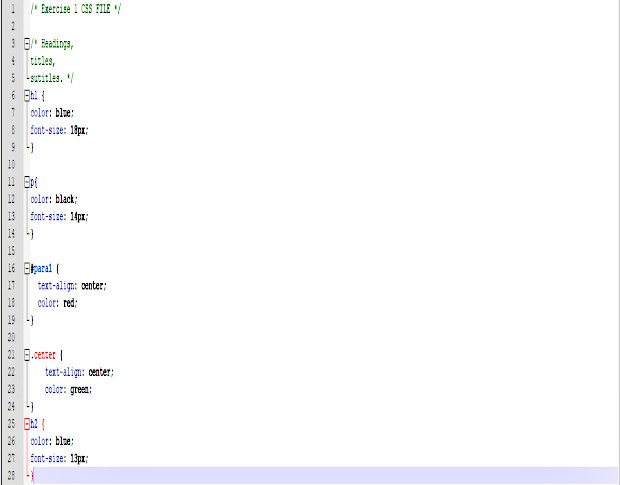 1 /* Exercise 1 CSS FILE */
2
3 /* Headings,
4 titles,
5 sutitles. */
6 h1 {
7 color: blue;
8 font-size: 18px;
9 }
10
11 p{
12 color: black;
13 font-size: 14px;
14 }
15
16 #para1 {
17 text-align: center;
18 color: red;
19 }
20
21 .center {
22 text-align: center;
23 color: green;
24 }
25 h2 {
26 color: blue;
27 font-size: 13px;
28 }